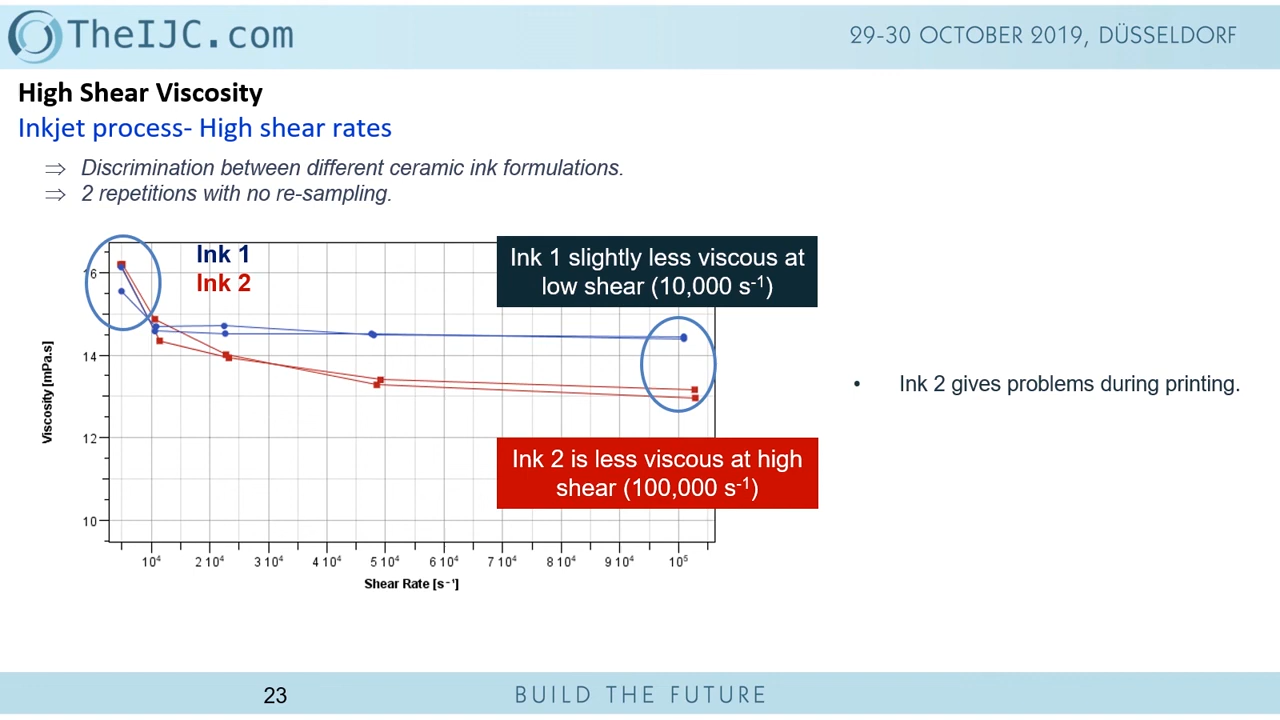 TheIJC.com
29-30 OCTOBER 2019, DÜSSELDORF
High Shear Viscosity
Inkjet process- High shear rates
⇒ Discrimination between different ceramic ink formulations.
⇒ 2 repetitions with no re-sampling.
Ink 1
Ink 2
Ink 1 slightly less viscous at
low shear (10,000 s⁻¹)
16
14
12
10
Viscosity [mPa.s]
• Ink 2 gives problems during printing.
Ink 2 is less viscous at high
shear (100,000 s⁻¹)
10⁴ 2 10⁴ 3 10⁴ 4 10⁴ 5 10⁴ 6 10⁴ 7 10⁴ 8 10⁴ 9 10⁴ 10⁵
Shear Rate [s⁻¹]
23
BUILD THE FUTURE